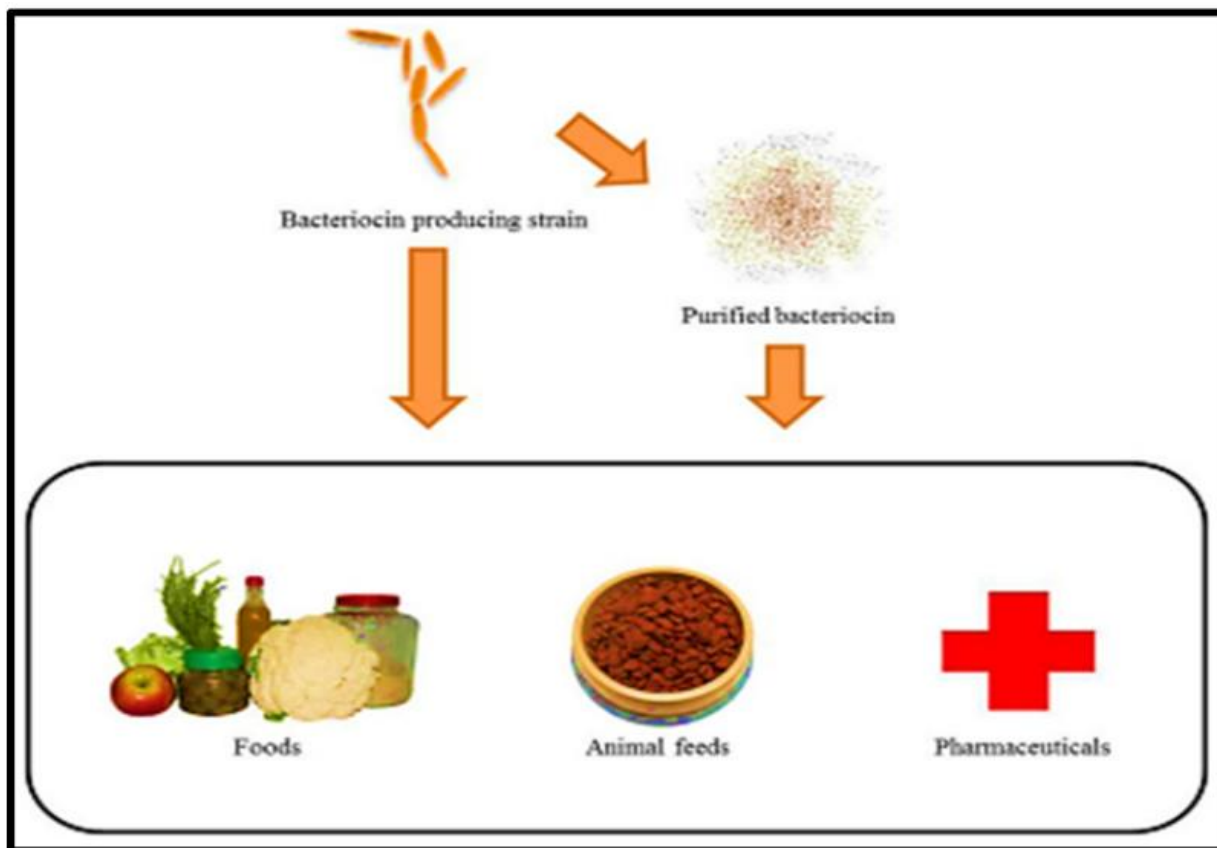 Bacteriocin producing strain
Purified bacteriocin
Foods
Animal feeds
Pharmaceuticals